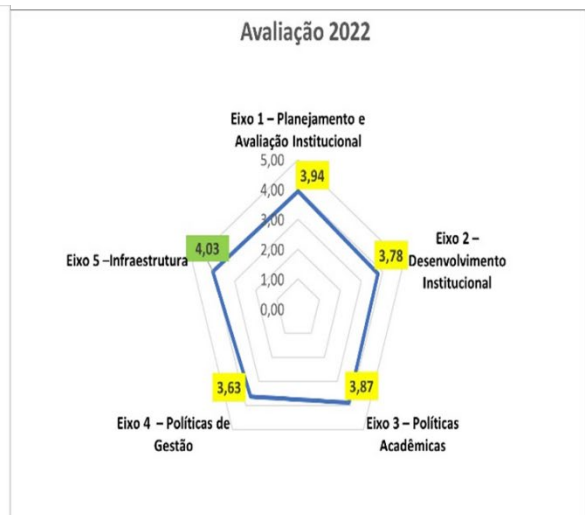 Avaliação 2022
Eixo 1 – Planejamento e
Avaliação Institucional
5,00
4,00
3,00
2,00
1,00
0,00
3,94
3,78
Eixo 2 –
Desenvolvimento
Institucional
3,87
Eixo 3 – Políticas
Acadêmicas
3,63
Eixo 4 – Políticas de
Gestão
4,03
Eixo 5 –Infraestrutura